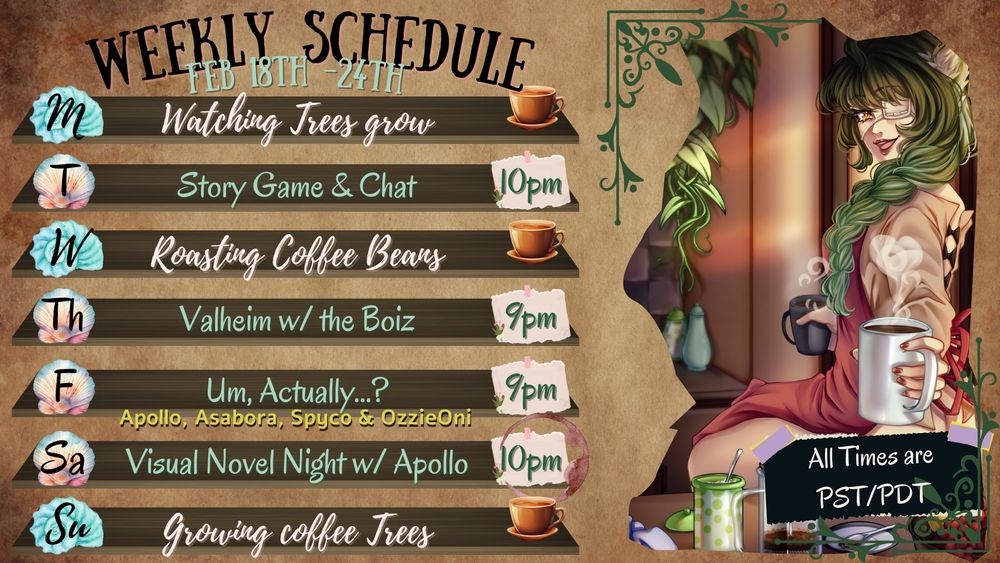 WEEKLY SCHEDULE
FEB 18TH -24TH
M Watching Trees grow
T Story Game & Chat 10pm
W Roasting Coffee Beans
Th Valheim w/ the Boiz 9pm
F Um, Actually...? 9pm
Apollo, Asabora, Spyco & OzzieOni
Sa Visual Novel Night w/ Apollo 10pm
Su Growing coffee Trees
All Times are
PST/PDT